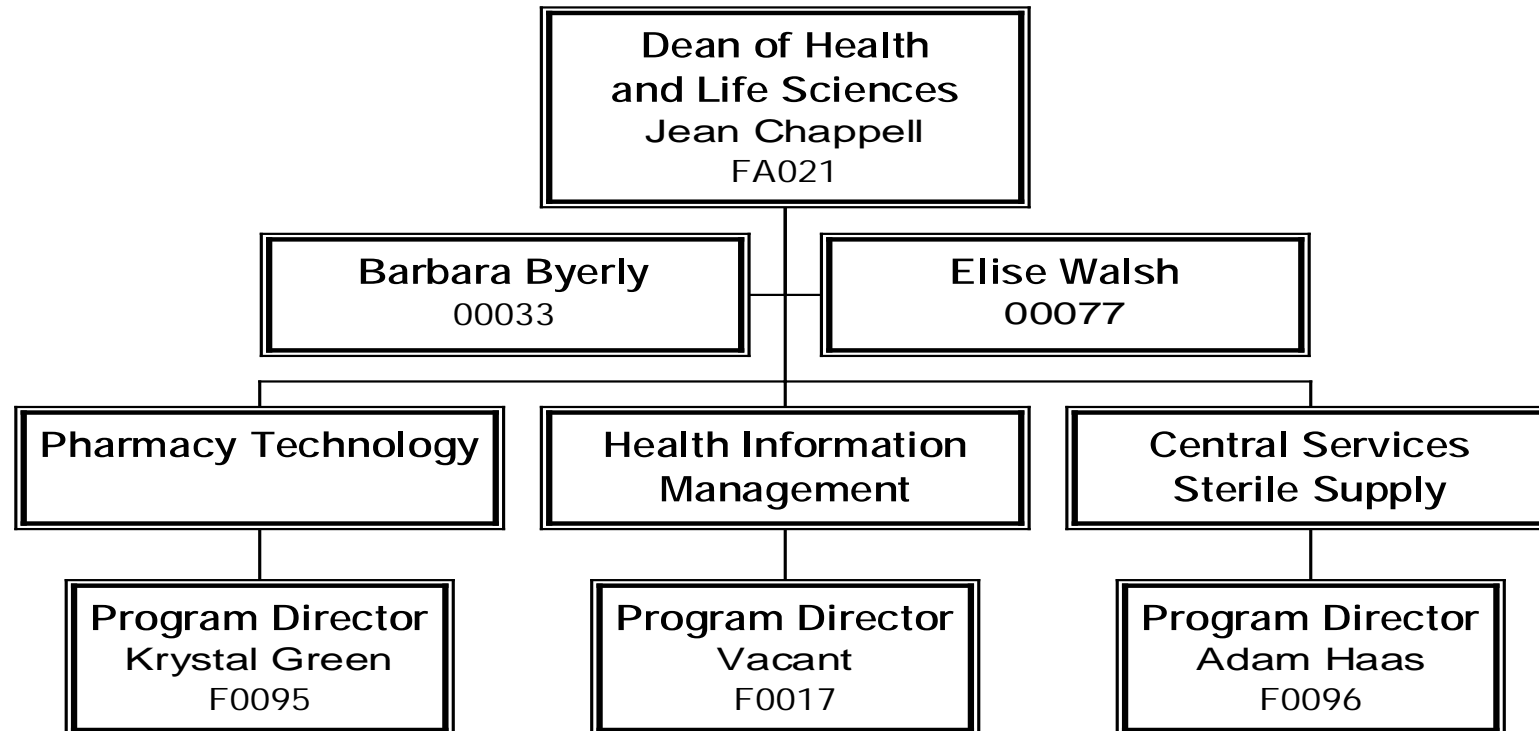 Dean of Health
and Life Sciences
Jean Chappell
FA021
Barbara Byerly
00033
Elise Walsh
00077
Pharmacy Technology
Health Information
Management
Central Services
Sterile Supply
Program Director
Krystal Green
F0095
Program Director
Vacant
F0017
Program Director
Adam Haas
F0096